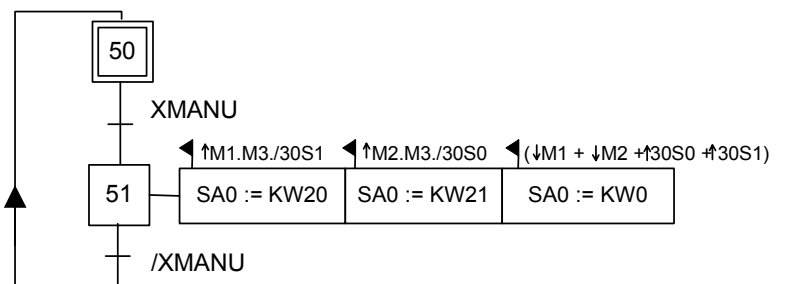 50
XMANU
↑M1.M3./30S1
↑M2.M3./30S0
(↓M1 + ↓M2 +↑30S0 +↑30S1)
51
SA0 := KW20
SA0 := KW21
SA0 := KW0
/XMANU